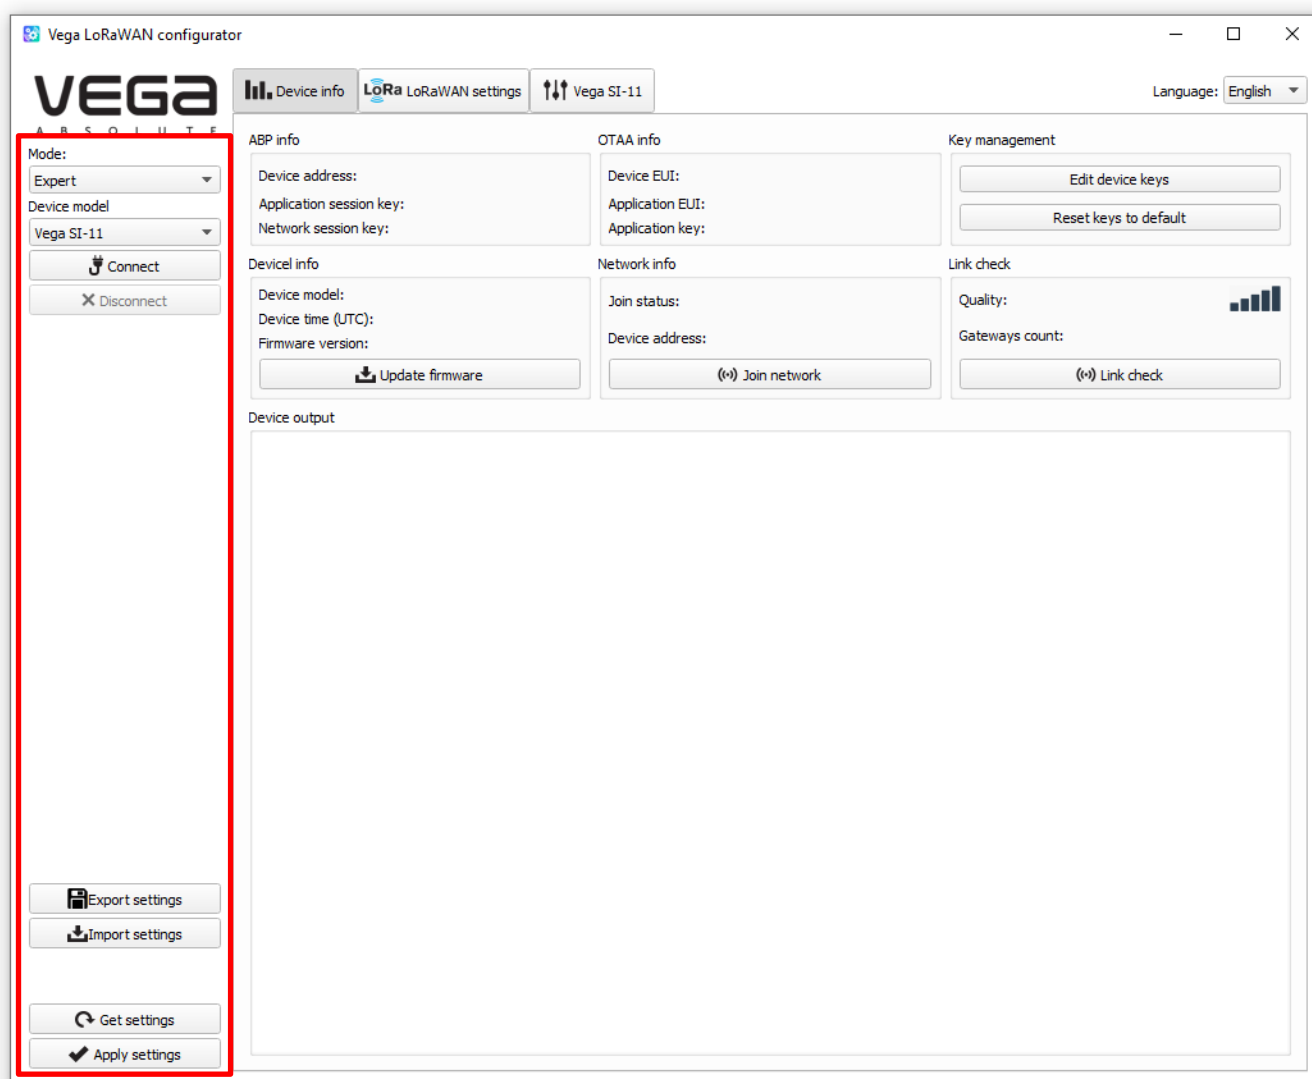 Vega LoRaWAN configurator
VEGA
ABSOLUTE
Device info
LoRa LoRaWAN settings
Vega SI-11
Language: English
Mode:
Expert
Device model
Vega SI-11
Connect
Disconnect
Export settings
Import settings
Get settings
Apply settings
ABP info
Device address:
Application session key:
Network session key:
OTAA info
Device EUI:
Application EUI:
Application key:
Key management
Edit device keys
Reset keys to default
Devicel info
Device model:
Device time (UTC):
Firmware version:
Update firmware
Network info
Join status:
Device address:
Join network
Link check
Quality:
Gateways count:
Link check
Device output